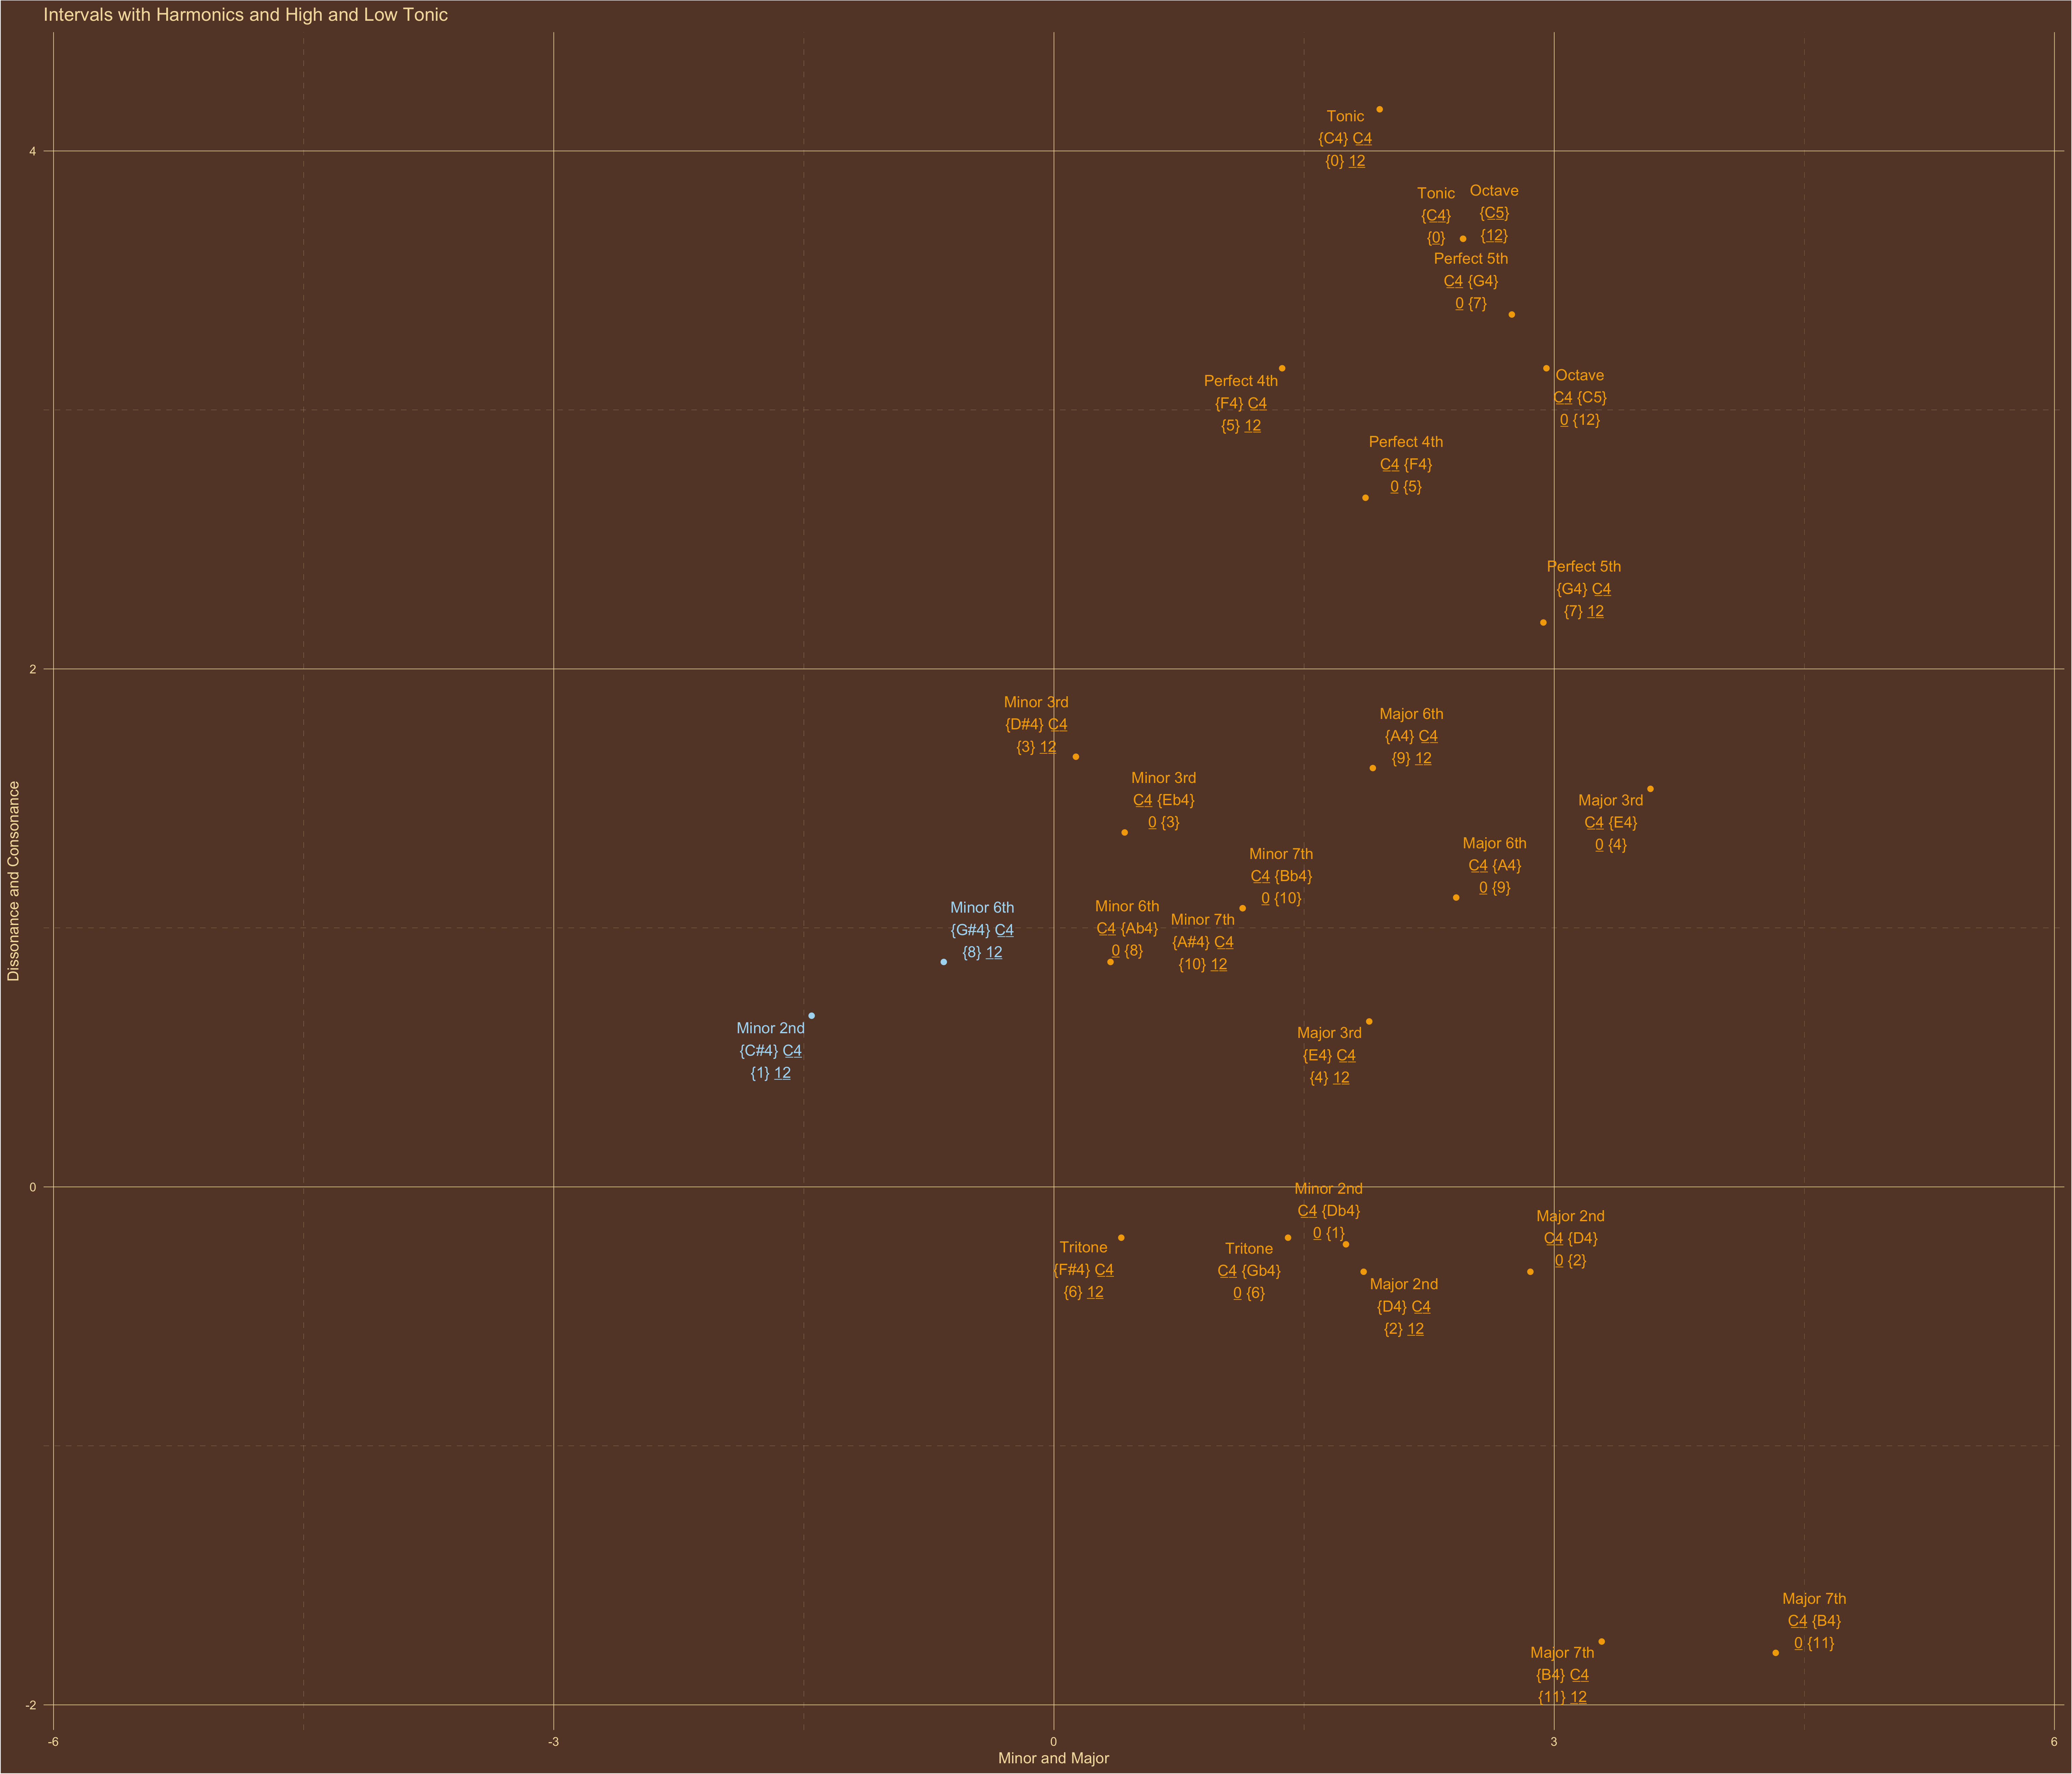 Intervals with Harmonics and High and Low Tonic
Tonic
{C4} C4
{0} 12
4
Tonic
{C4}
{0}
Octave
{C5}
{12}
Perfect 5th
C4 {G4}
0 {7}
Perfect 4th
{F4} C4
{5} 12
Octave
C4 {C5}
0 {12}
Perfect 4th
C4 {F4}
0 {5}
Perfect 5th
{G4} C4
{7} 12
2
Minor 3rd
{D#4} C4
{3} 12
Major 6th
{A4} C4
{9} 12
Minor 3rd
C4 {Eb4}
0 {3}
Major 3rd
C4 {E4}
0 {4}
Major 6th
C4 {A4}
0 {9}
Minor 7th
C4 {Bb4}
0 {10}
Minor 6th
{G#4} C4
{8} 12
Minor 6th
C4 {Ab4}
0 {8}
Minor 7th
{A#4} C4
{10} 12
Minor 2nd
{C#4} C4
{1} 12
Major 3rd
{E4} C4
{4} 12
0
Minor 2nd
C4 {Db4}
0 {1}
Major 2nd
C4 {D4}
0 {2}
Tritone
{F#4} C4
{6} 12
Tritone
C4 {Gb4}
0 {6}
Major 2nd
{D4} C4
{2} 12
Major 7th
C4 {B4}
0 {11}
Major 7th
{B4} C4
{11} 12
-2
-6
-3
0
3
6
Minor and Major
Dissonance and Consonance